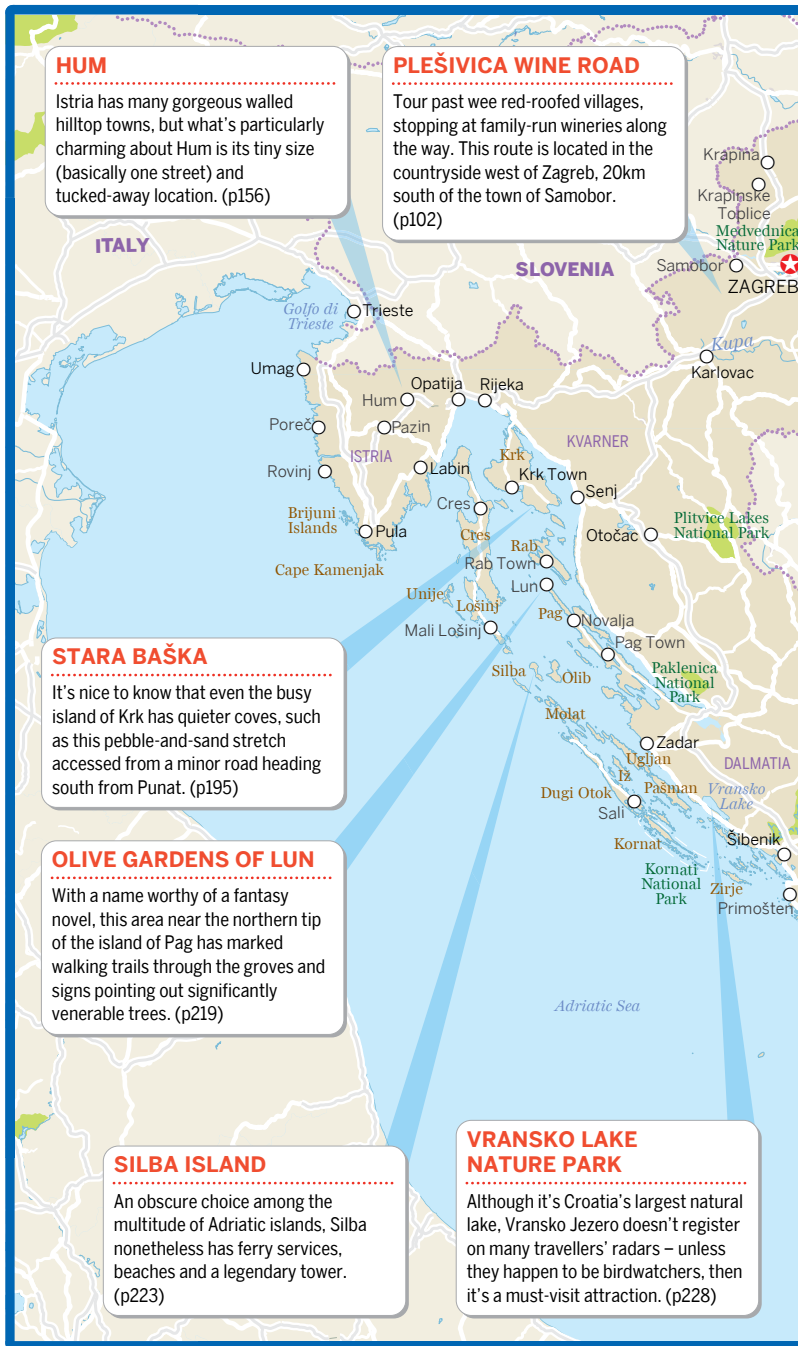 HUM
Istria has many gorgeous walled
hilltop towns, but what's particularly
charming about Hum is its tiny size
(basically one street) and
tucked-away location. (p156)
PLEŠIVICA WINE ROAD
Tour past wee red-roofed villages,
stopping at family-run wineries along
the way. This route is located in the
countryside west of Zagreb, 20km
south of the town of Samobor.
(p102)
Krapina
Krapinske
Toplice
Medvednica
Nature Park
ITALY
SLOVENIA
Samobor
ZAGREB
Golfo di
Trieste
Trieste
Kupa
Umag
Karlovac
Opatija
Rijeka
Hum
Poreč
Pazin
KVARNER
ISTRIA
Krk
Rovinj
Labin
Krk Town
Senj
Cres
Brijuni
Islands
Plitvice Lakes
National Park
Pula
Cres
Otočac
Rab
Rab Town
Cape Kamenjak
Lun
Unije
Lošinj
Pag
Novalja
Mali Lošinj
Pag Town
STARA BAŠKA
It's nice to know that even the busy
island of Krk has quieter coves, such
as this pebble-and-sand stretch
accessed from a minor road heading
south from Punat. (p195)
Silba
Olib
Paklenica
National
Park
Molat
Zadar
Ugljan
DALMATIA
Iž
Dugi Otok
Pašman
Vransko
Lake
Sali
Kornat
Šibenik
Kornati
National
Park
Zirje
Primošten
OLIVE GARDENS OF LUN
With a name worthy of a fantasy
novel, this area near the northern tip
of the island of Pag has marked
walking trails through the groves and
signs pointing out significantly
venerable trees. (p219)
Adriatic Sea
SILBA ISLAND
An obscure choice among the
multitude of Adriatic islands, Silba
nonetheless has ferry services,
beaches and a legendary tower.
(p223)
VRANSKO LAKE
NATURE PARK
Although it's Croatia's largest natural
lake, Vransko Jezero doesn't register
on many travellers' radars – unless
they happen to be birdwatchers, then
it's a must-visit attraction. (p228)